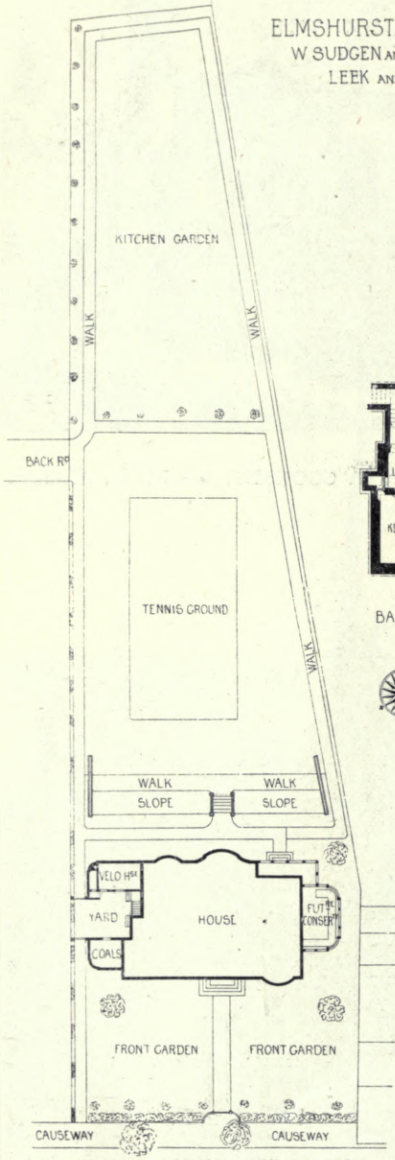 ELMSHURST
W SUDGEN
LEEK
KITCHEN GARDEN
WALK
WALK
BACK Rᴰ
TENNIS GROUND
WALK
WALK
WALK
SLOPE
SLOPE
VELO Hˢᴱ
YARD
HOUSE
FUTᴿᴱ
CONSERᵀʸ
COALS
FRONT GARDEN
FRONT GARDEN
CAUSEWAY
CAUSEWAY
BA